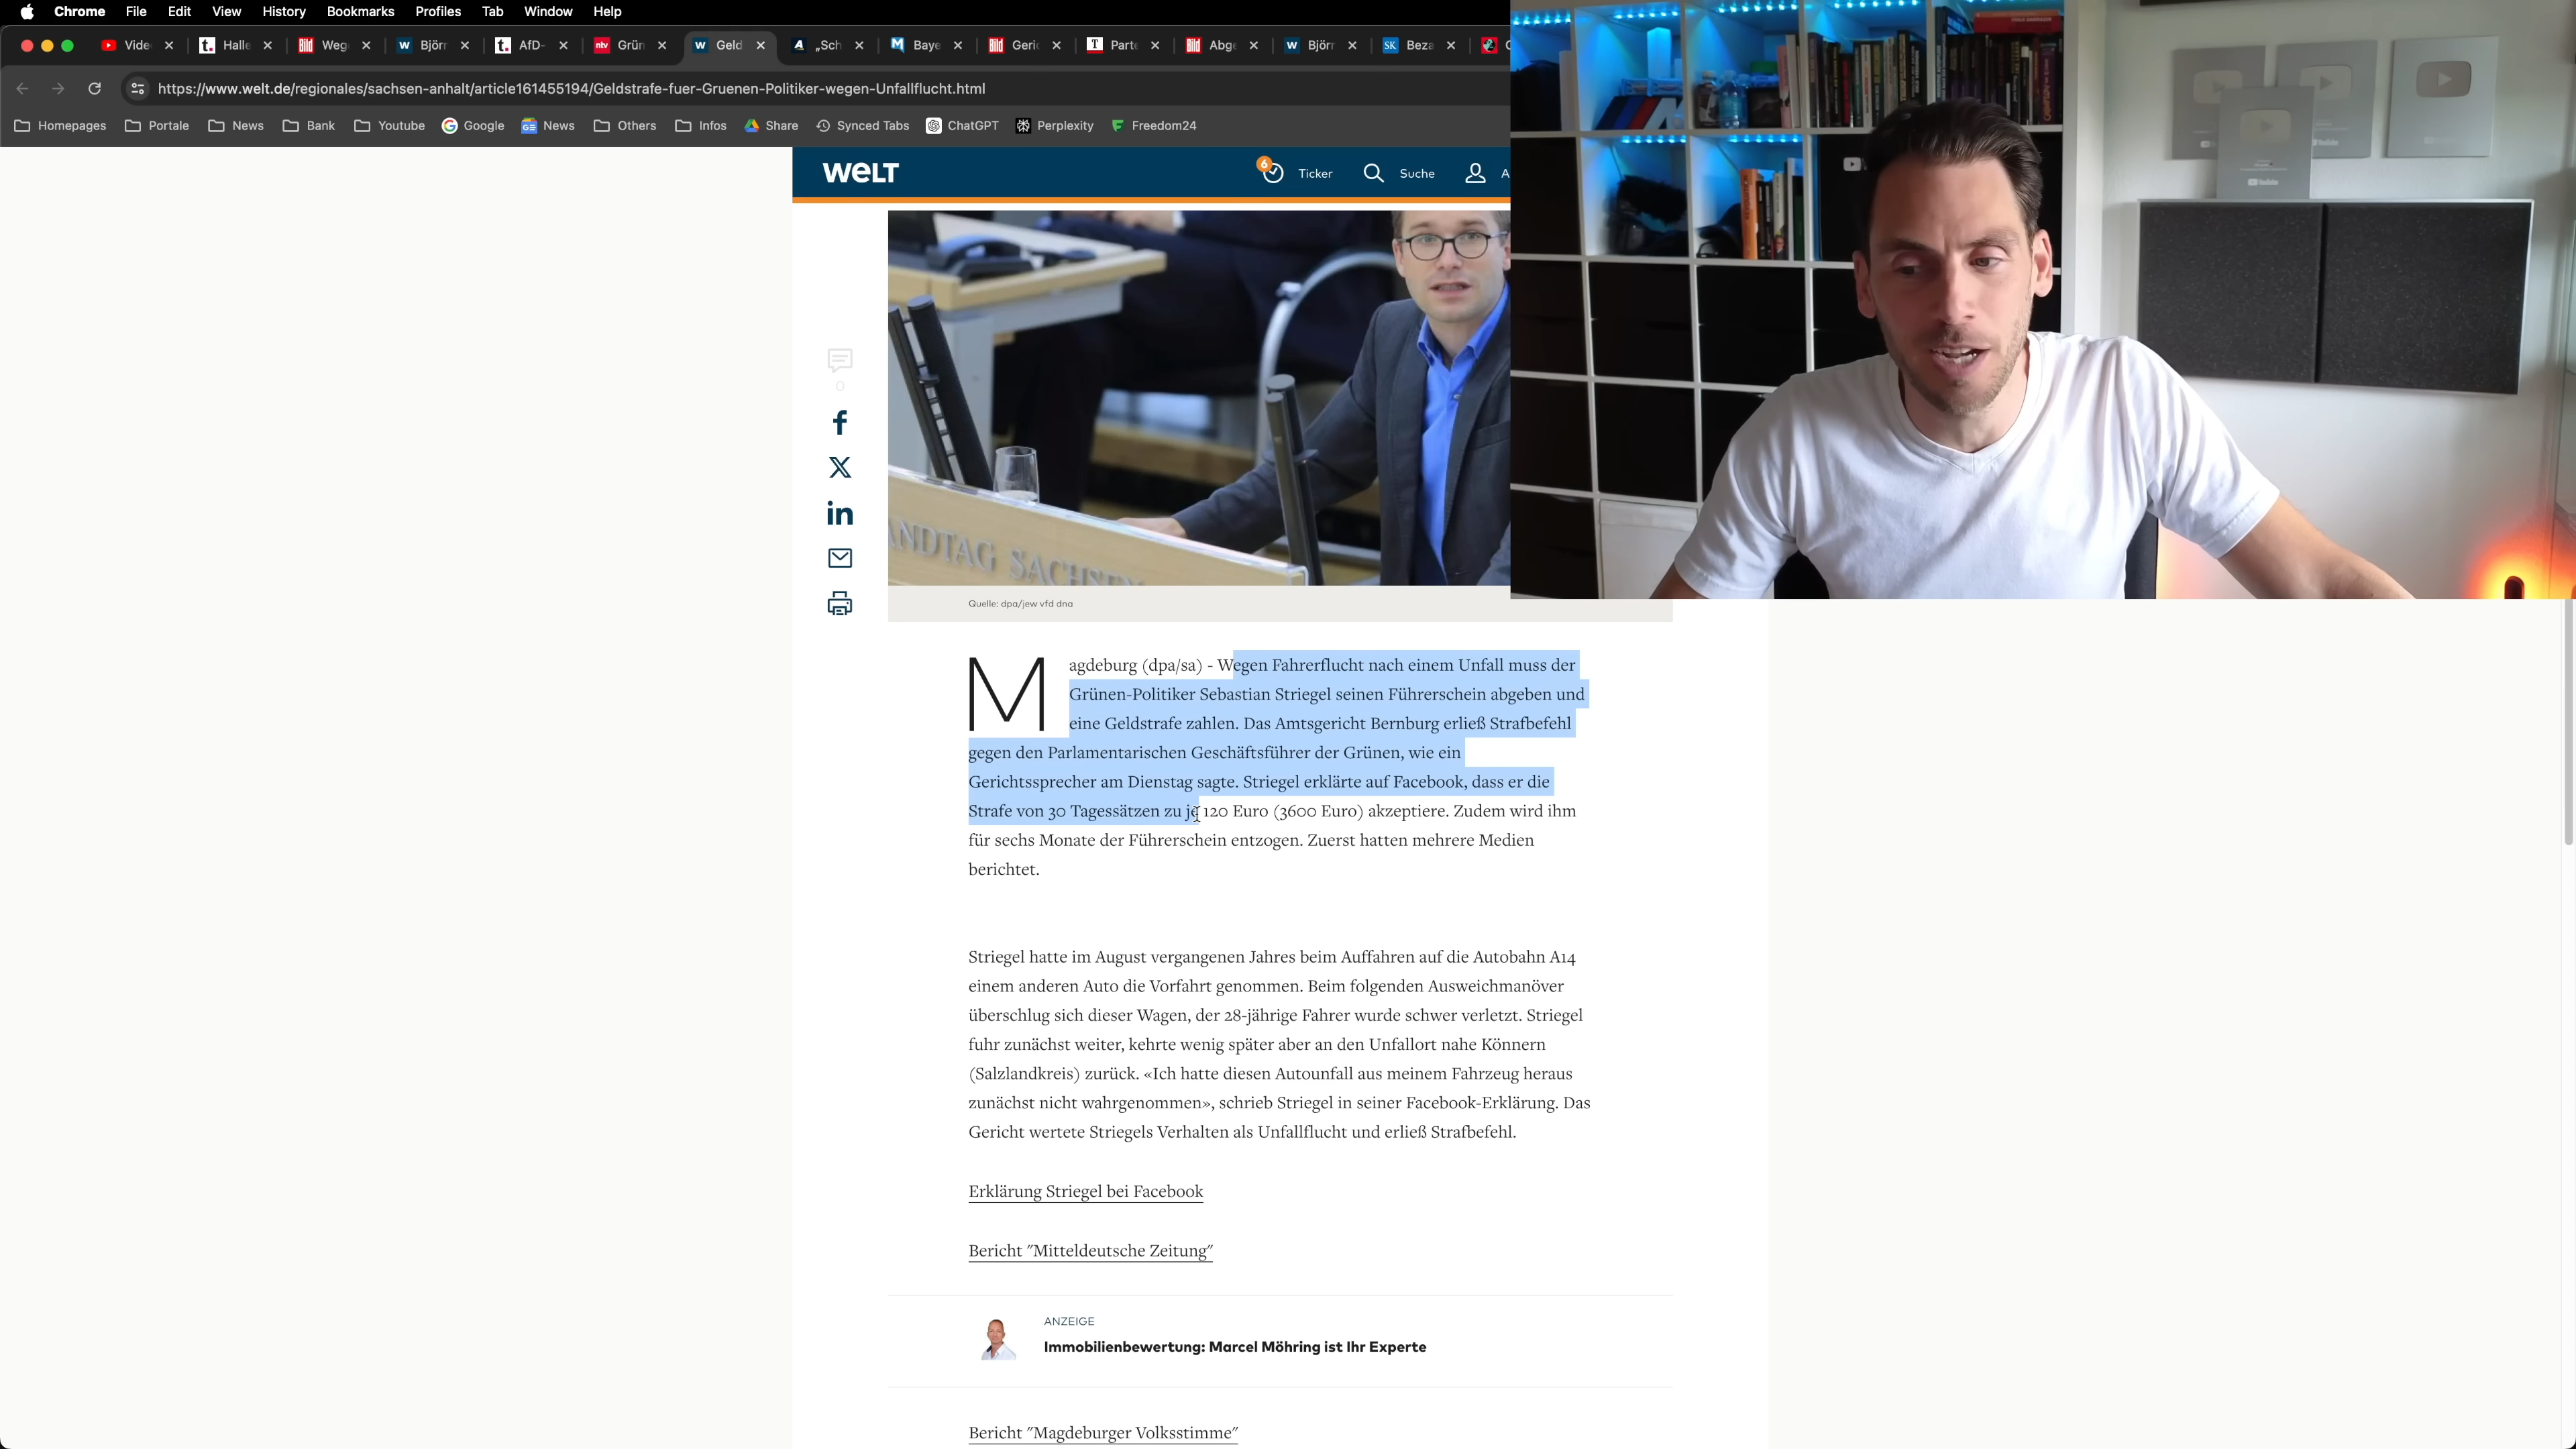 Chrome File Edit View History Bookmarks Profiles Tab Window Help
Vide Halle Weg Björn AfD- Grün Geld „Sch Baye Geri Parte Abge Björn Beza
https://www.welt.de/regionales/sachsen-anhalt/article161455194/Geldstrafe-fuer-Gruenen-Politiker-wegen-Unfallflucht.html
Homepages Portale News Bank Youtube Google News Others Infos Share Synced Tabs ChatGPT Perplexity Freedom24
WELT 6 Ticker Suche A
0
ANDTAG SACHSEN
Quelle: dpa/jew vfd dna
Magdeburg (dpa/sa) - Wegen Fahrerflucht nach einem Unfall muss der
Grünen-Politiker Sebastian Striegel seinen Führerschein abgeben und
eine Geldstrafe zahlen. Das Amtsgericht Bernburg erließ Strafbefehl
gegen den Parlamentarischen Geschäftsführer der Grünen, wie ein
Gerichtssprecher am Dienstag sagte. Striegel erklärte auf Facebook, dass er die
Strafe von 30 Tagessätzen zu je 120 Euro (3600 Euro) akzeptiere. Zudem wird ihm
für sechs Monate der Führerschein entzogen. Zuerst hatten mehrere Medien
berichtet.
Striegel hatte im August vergangenen Jahres beim Auffahren auf die Autobahn A14
einem anderen Auto die Vorfahrt genommen. Beim folgenden Ausweichmanöver
überschlug sich dieser Wagen, der 28-jährige Fahrer wurde schwer verletzt. Striegel
fuhr zunächst weiter, kehrte wenig später aber an den Unfallort nahe Könnern
(Salzlandkreis) zurück. «Ich hatte diesen Autounfall aus meinem Fahrzeug heraus
zunächst nicht wahrgenommen», schrieb Striegel in seiner Facebook-Erklärung. Das
Gericht wertete Striegels Verhalten als Unfallflucht und erließ Strafbefehl.
Erklärung Striegel bei Facebook
Bericht "Mitteldeutsche Zeitung"
ANZEIGE
Immobilienbewertung: Marcel Möhring ist Ihr Experte
Bericht "Magdeburger Volksstimme"